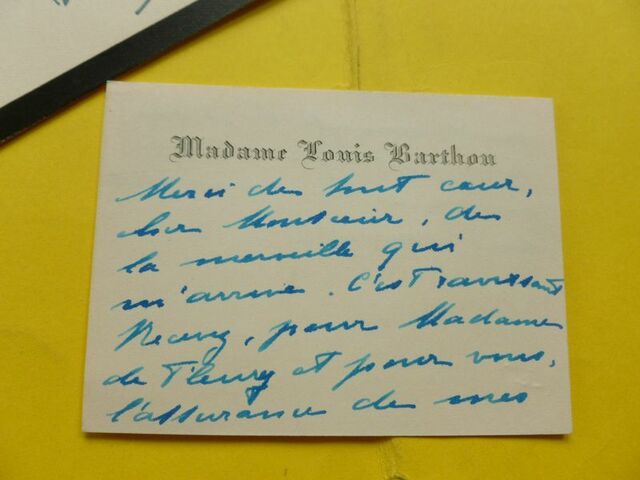 Madame Louis Barthou
Merci de tout cœur,
cher Monsieur, de
la merveille qui
m'arrive. C'est ravissant
Recevez, pour Madame
de Fleury et pour vous,
l'assurance de mes